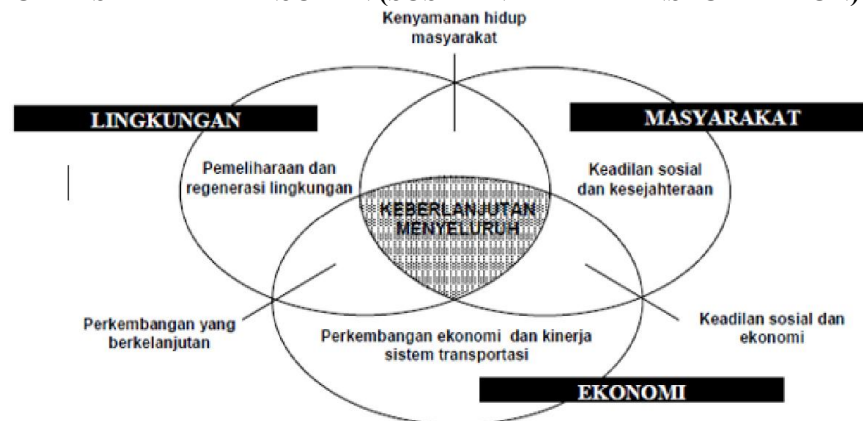 Kenyamanan hidup
masyarakat
LINGKUNGAN
MASYARAKAT
Pemeliharaan dan
regenerasi lingkungan
Keadilan sosial
dan kesejahteraan
KEBERLANJUTAN
MENYELURUH
Perkembangan yang
berkelanjutan
Perkembangan ekonomi dan kinerja
sistem transportasi
Keadilan sosial dan
ekonomi
EKONOMI